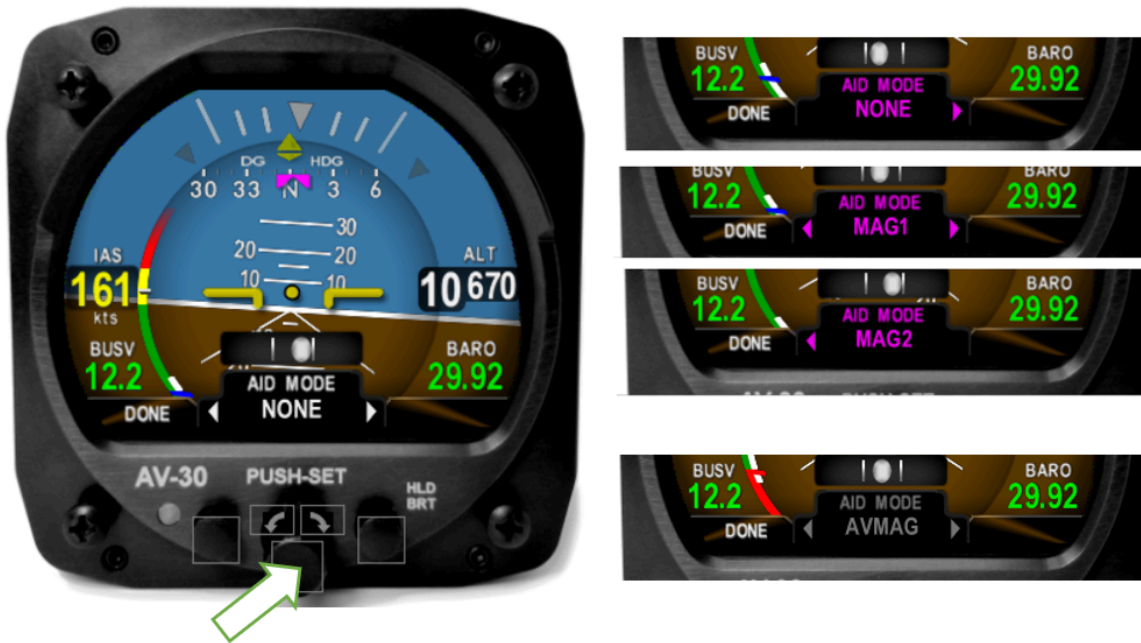 DG HDG
30 33 N 3 6
30
20 20
10 10
IAS
161
kts
ALT
10 670
BUSV
12.2
BARO
29.92
AID MODE
NONE
DONE
AV-30
PUSH-SET
HLD
BRT
BUSV
12.2
BARO
29.92
AID MODE
NONE
DONE
BUSV
12.2
BARO
29.92
AID MODE
MAG1
DONE
BUSV
12.2
BARO
29.92
AID MODE
MAG2
DONE
BUSV
12.2
BARO
29.92
AID MODE
AVMAG
DONE